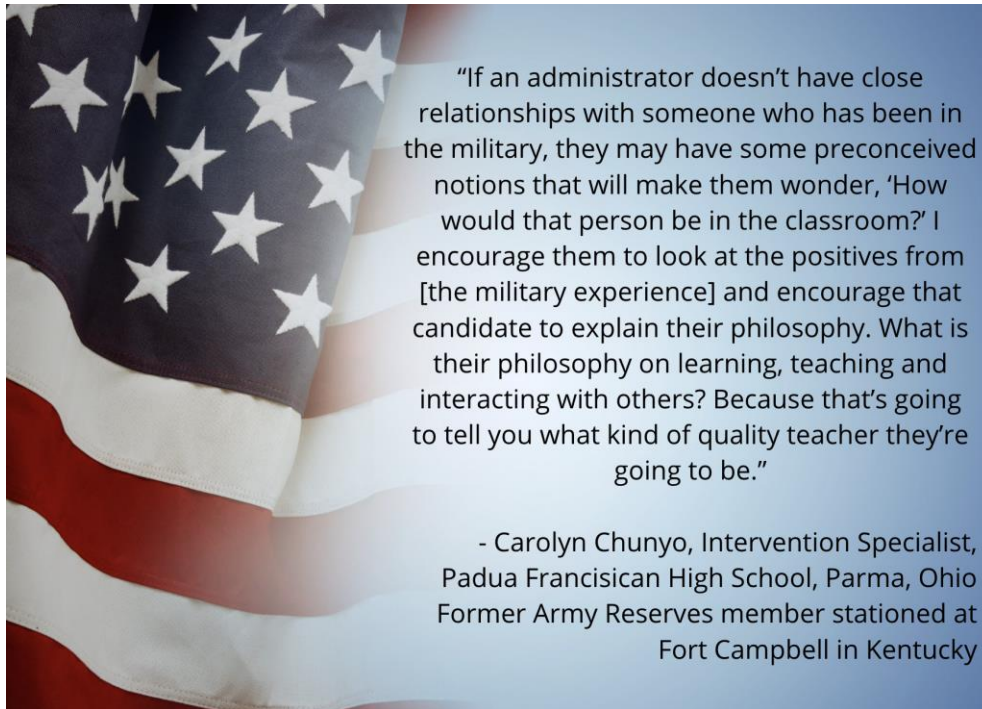 “If an administrator doesn’t have close
relationships with someone who has been in
the military, they may have some preconceived
notions that will make them wonder, ‘How
would that person be in the classroom?’ I
encourage them to look at the positives from
[the military experience] and encourage that
candidate to explain their philosophy. What is
their philosophy on learning, teaching and
interacting with others? Because that’s going
to tell you what kind of quality teacher they’re
going to be.”
- Carolyn Chunyo, Intervention Specialist,
Padua Francisican High School, Parma, Ohio
Former Army Reserves member stationed at
Fort Campbell in Kentucky